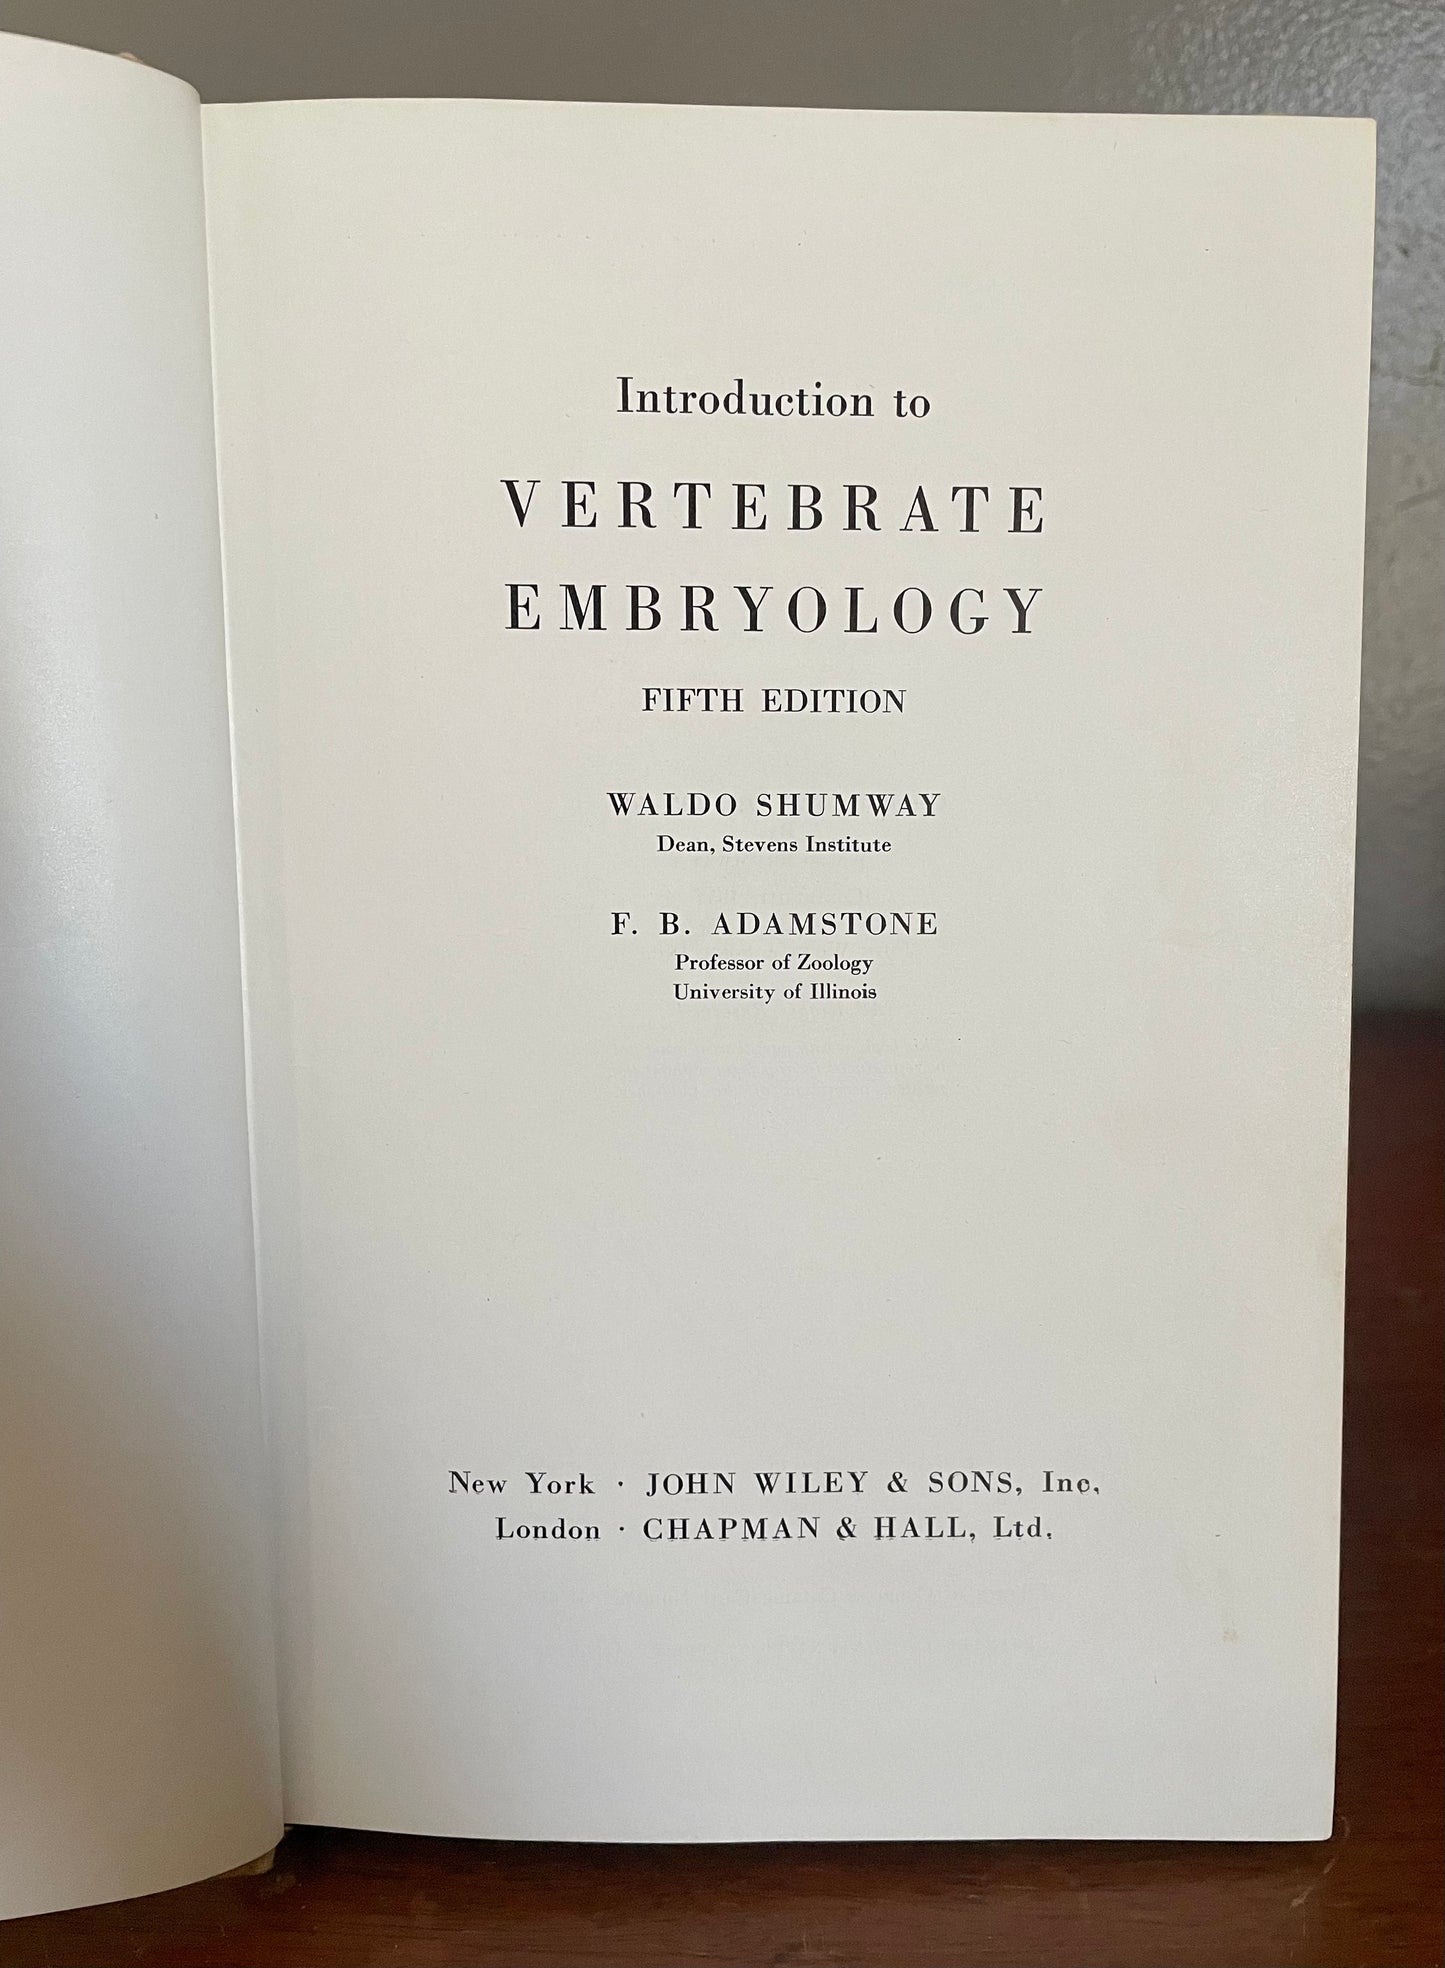 Introduction to
VERTEBRATE
EMBRYOLOGY
FIFTH EDITION
WALDO SHUMWAY
Dean, Stevens Institute
F. B. ADAMSTONE
Professor of Zoology
University of Illinois
New York · JOHN WILEY & SONS, Inc.
London · CHAPMAN & HALL, Ltd.